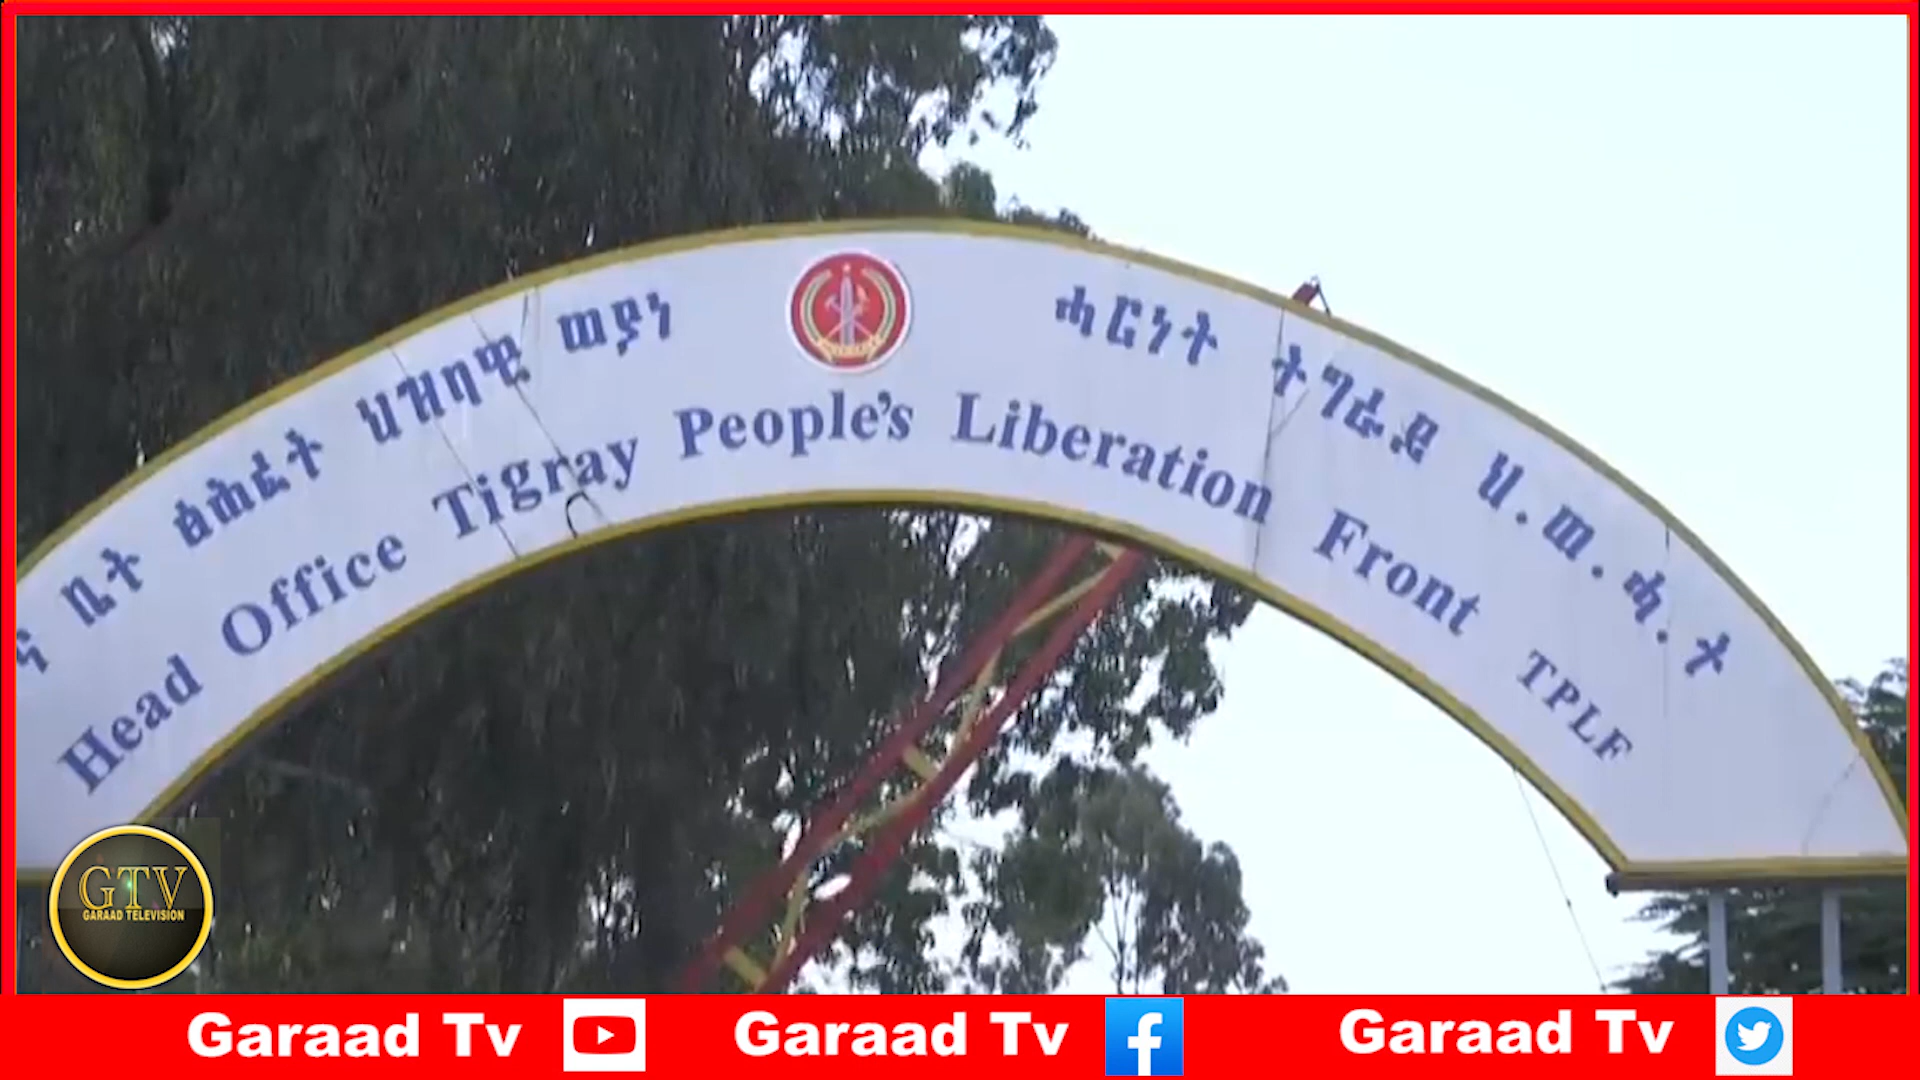 ቤት ፅሕፈት ህዝባዊ ወያነ ሓርነት ትግራይ ህ.ወ.ሓ.ት
Head Office Tigray People's Liberation Front TPLF
GTV
GARAAD TELEVISION
Garaad Tv Garaad Tv Garaad Tv